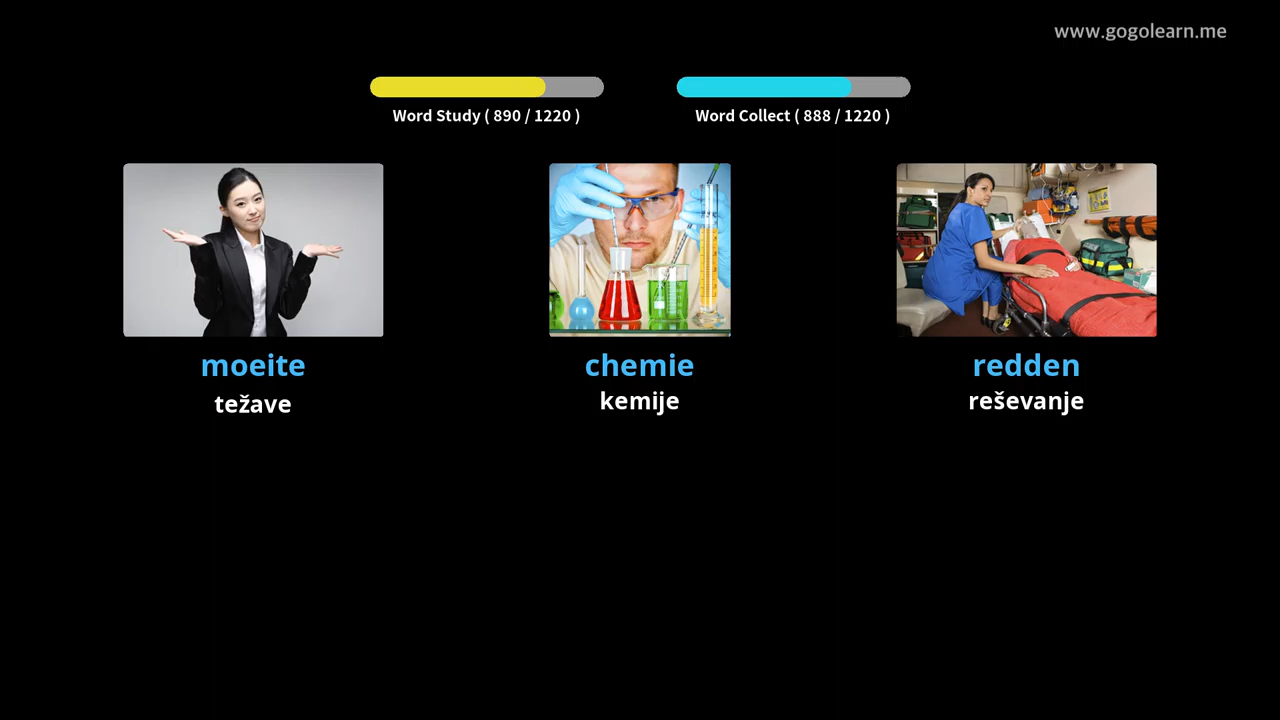 www.gogolearn.me
Word Study ( 890 / 1220 )
Word Collect ( 888 / 1220 )
moeite
težave
chemie
kemije
redden
reševanje